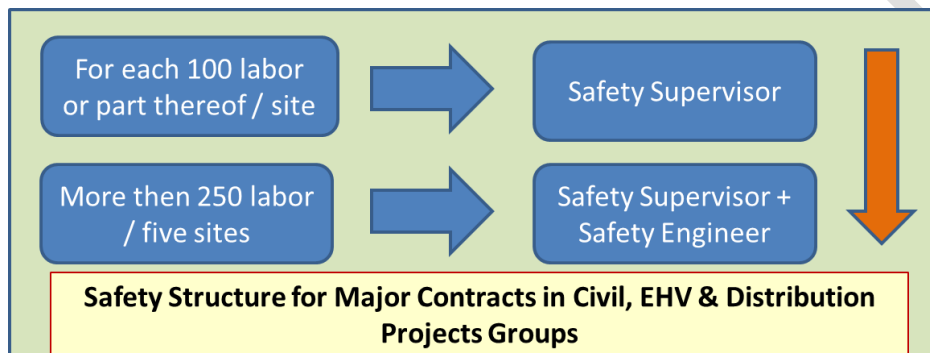 For each 100 labor
or part thereof / site
Safety Supervisor
More then 250 labor
/ five sites
Safety Supervisor +
Safety Engineer
Safety Structure for Major Contracts in Civil, EHV & Distribution
Projects Groups